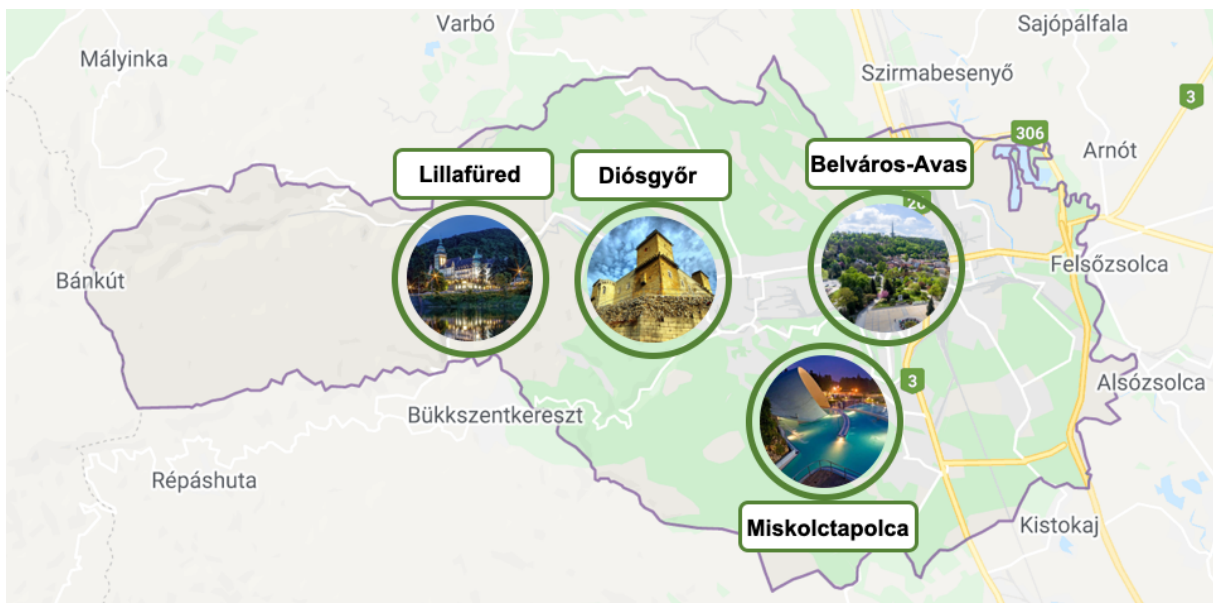 Varbó
Sajópálfala
Mályinka
Szirmabesenyő
3
306
Arnót
Lillafüred
Diósgyőr
Belváros-Avas
26
Bánkút
Felsőzsolca
3
Alsózsolca
Bükkszentkereszt
Répáshuta
Miskolctapolca
Kistokaj